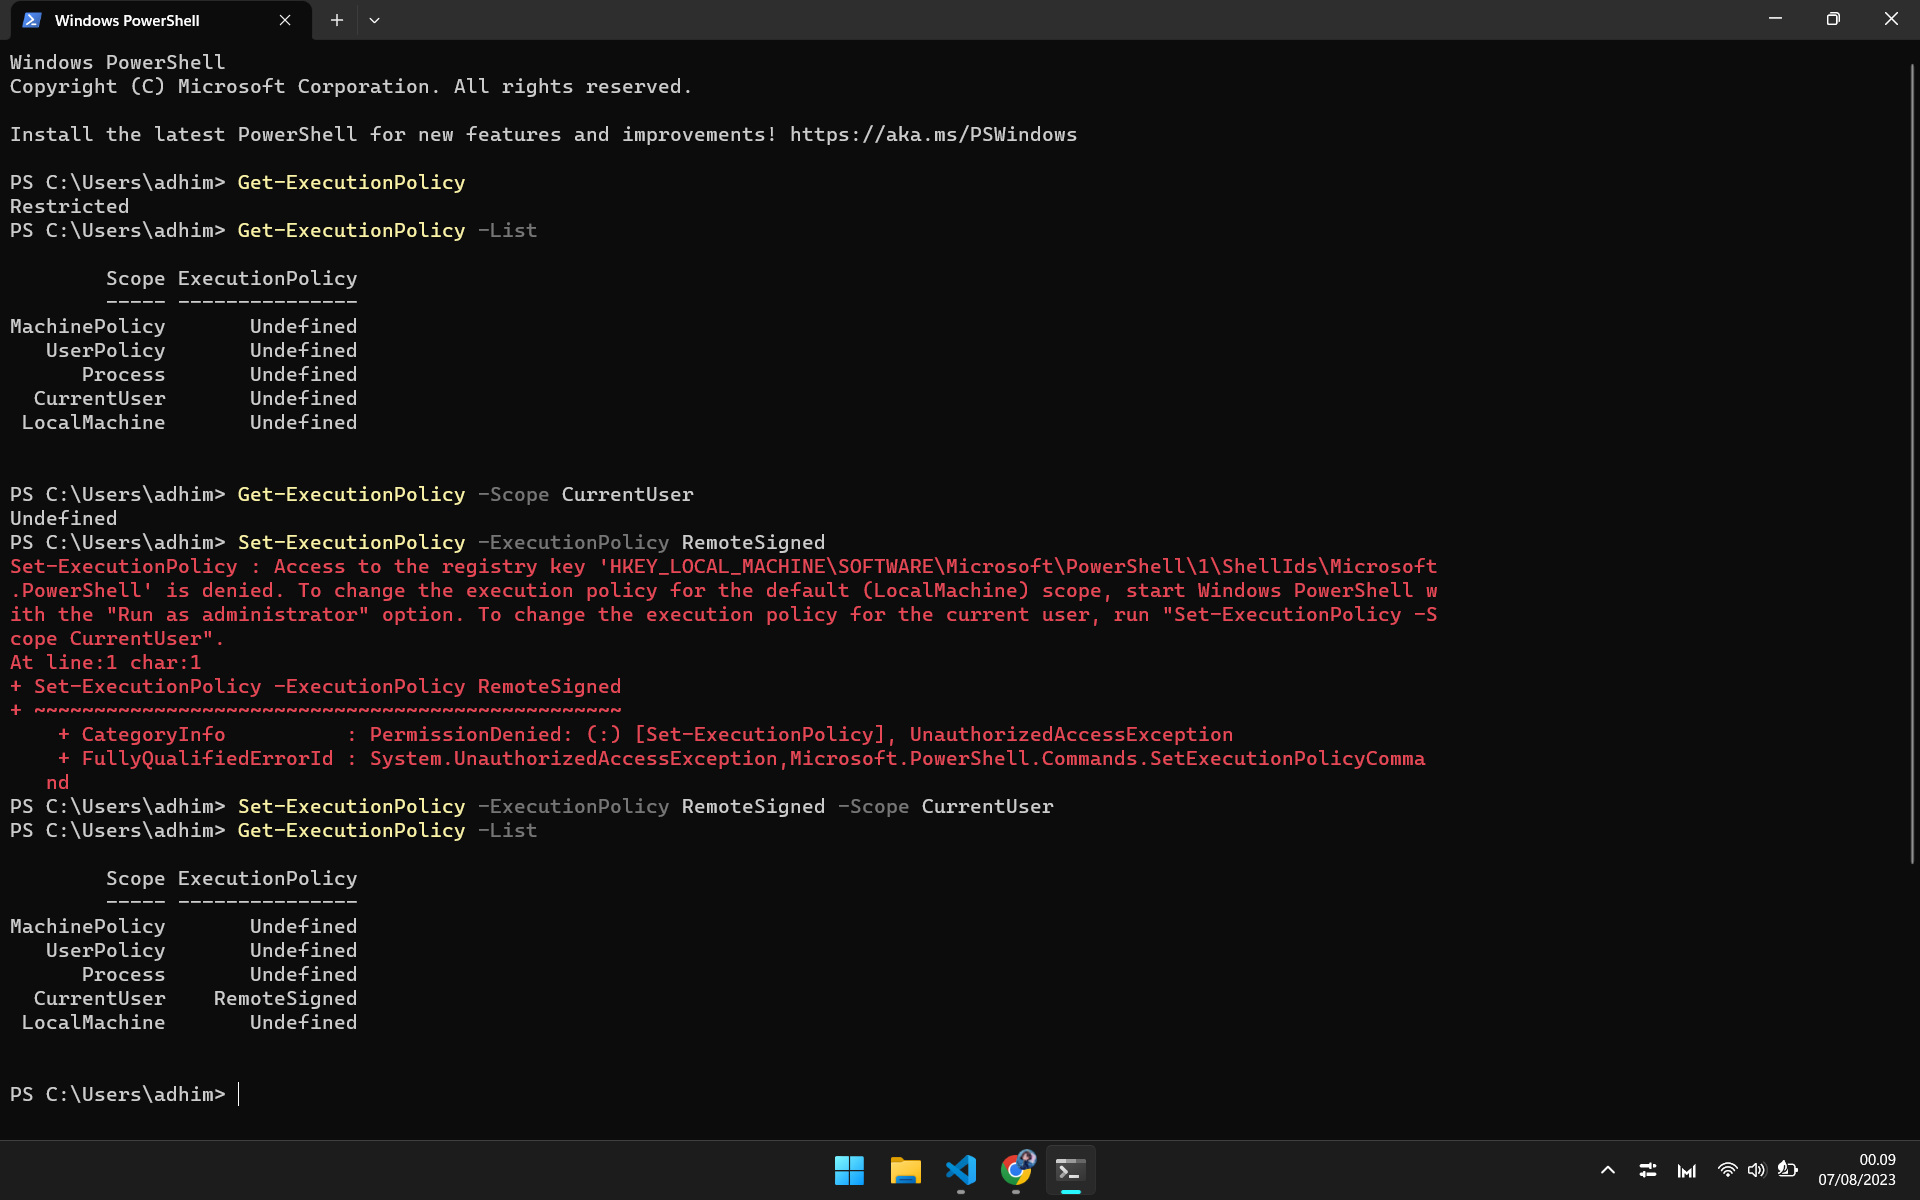 Windows PowerShell
Windows PowerShell
Copyright (C) Microsoft Corporation. All rights reserved.
Install the latest PowerShell for new features and improvements! https://aka.ms/PSWindows
PS C:\Users\adhim> Get-ExecutionPolicy
Restricted
PS C:\Users\adhim> Get-ExecutionPolicy -List
        Scope ExecutionPolicy
        ----- ---------------
MachinePolicy       Undefined
   UserPolicy       Undefined
      Process       Undefined
  CurrentUser       Undefined
 LocalMachine       Undefined
PS C:\Users\adhim> Get-ExecutionPolicy -Scope CurrentUser
Undefined
PS C:\Users\adhim> Set-ExecutionPolicy -ExecutionPolicy RemoteSigned
Set-ExecutionPolicy : Access to the registry key 'HKEY_LOCAL_MACHINE\SOFTWARE\Microsoft\PowerShell\1\ShellIds\Microsoft
.PowerShell' is denied. To change the execution policy for the default (LocalMachine) scope, start Windows PowerShell w
ith the "Run as administrator" option. To change the execution policy for the current user, run "Set-ExecutionPolicy -S
cope CurrentUser".
At line:1 char:1
+ Set-ExecutionPolicy -ExecutionPolicy RemoteSigned
+ ~~~~~~~~~~~~~~~~~~~~~~~~~~~~~~~~~~~~~~~~~~~~~~~~~
    + CategoryInfo          : PermissionDenied: (:) [Set-ExecutionPolicy], UnauthorizedAccessException
    + FullyQualifiedErrorId : System.UnauthorizedAccessException,Microsoft.PowerShell.Commands.SetExecutionPolicyComma
   nd
PS C:\Users\adhim> Set-ExecutionPolicy -ExecutionPolicy RemoteSigned -Scope CurrentUser
PS C:\Users\adhim> Get-ExecutionPolicy -List
        Scope ExecutionPolicy
        ----- ---------------
MachinePolicy       Undefined
   UserPolicy       Undefined
      Process       Undefined
  CurrentUser    RemoteSigned
 LocalMachine       Undefined
PS C:\Users\adhim>
00.09
07/08/2023